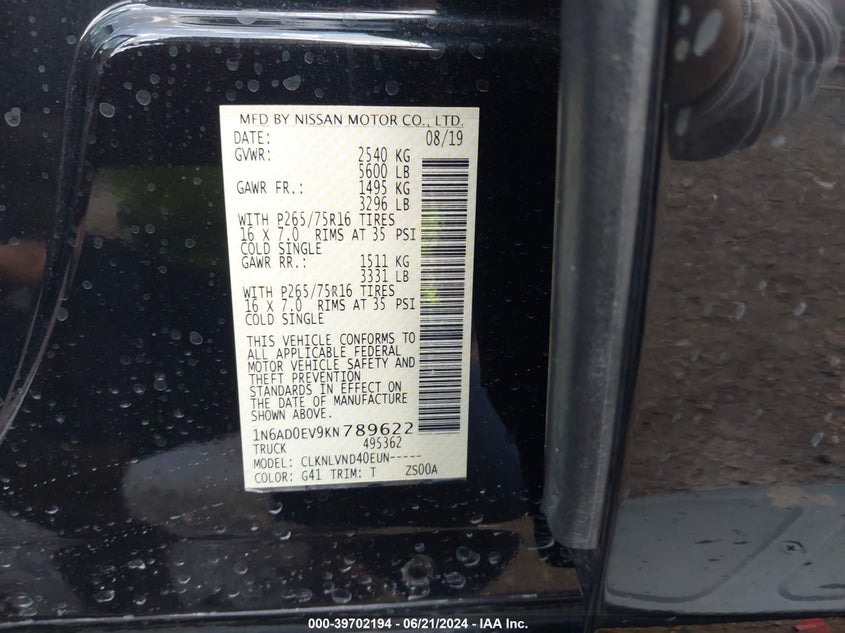 MFD BY NISSAN MOTOR CO., LTD.
DATE: 08/19
GVWR: 2540 KG
5600 LB
GAWR FR.: 1495 KG
3296 LB
WITH P265/75R16 TIRES
16 X 7.0 RIMS AT 35 PSI
COLD SINGLE
GAWR RR.: 1511 KG
3331 LB
WITH P265/75R16 TIRES
16 X 7.0 RIMS AT 35 PSI
COLD SINGLE
THIS VEHICLE CONFORMS TO
ALL APPLICABLE FEDERAL
MOTOR VEHICLE SAFETY AND
THEFT PREVENTION
STANDARDS IN EFFECT ON
THE DATE OF MANUFACTURE
SHOWN ABOVE.
1N6AD0EV9KN789622
TRUCK 495362
MODEL: CLKNLVND40EUN-----
COLOR: G41 TRIM: T ZS00A
000-39702194 - 06/21/2024 - IAA Inc.